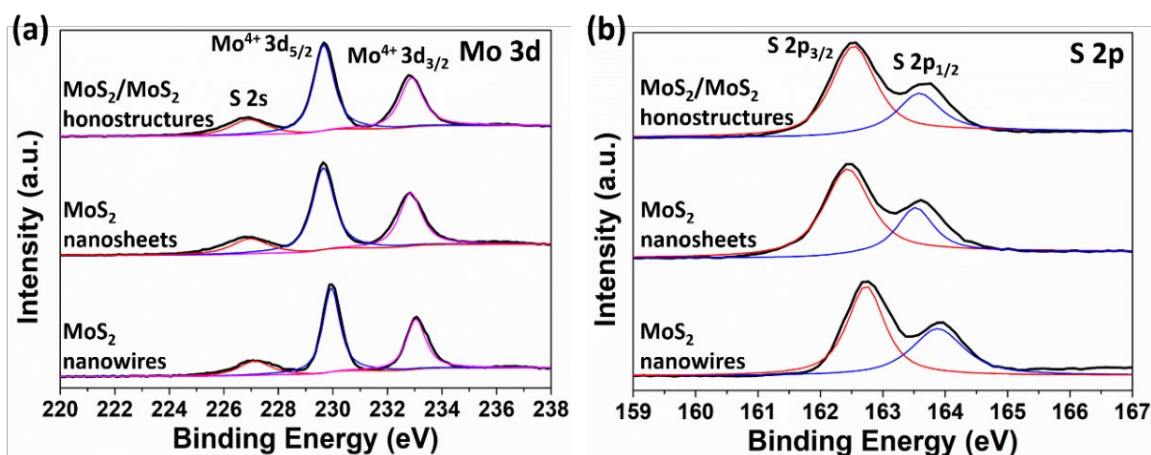 (a)
Mo⁴⁺ 3d₅/₂
Mo⁴⁺ 3d₃/₂
Mo 3d
S 2s
MoS₂/MoS₂
honostructures
MoS₂
nanosheets
MoS₂
nanowires
Intensity (a.u.)
220 222 224 226 228 230 232 234 236 238
Binding Energy (eV)
(b)
S 2p₃/₂
S 2p₁/₂
S 2p
MoS₂/MoS₂
honostructures
MoS₂
nanosheets
MoS₂
nanowires
Intensity (a.u.)
159 160 161 162 163 164 165 166 167
Binding Energy (eV)